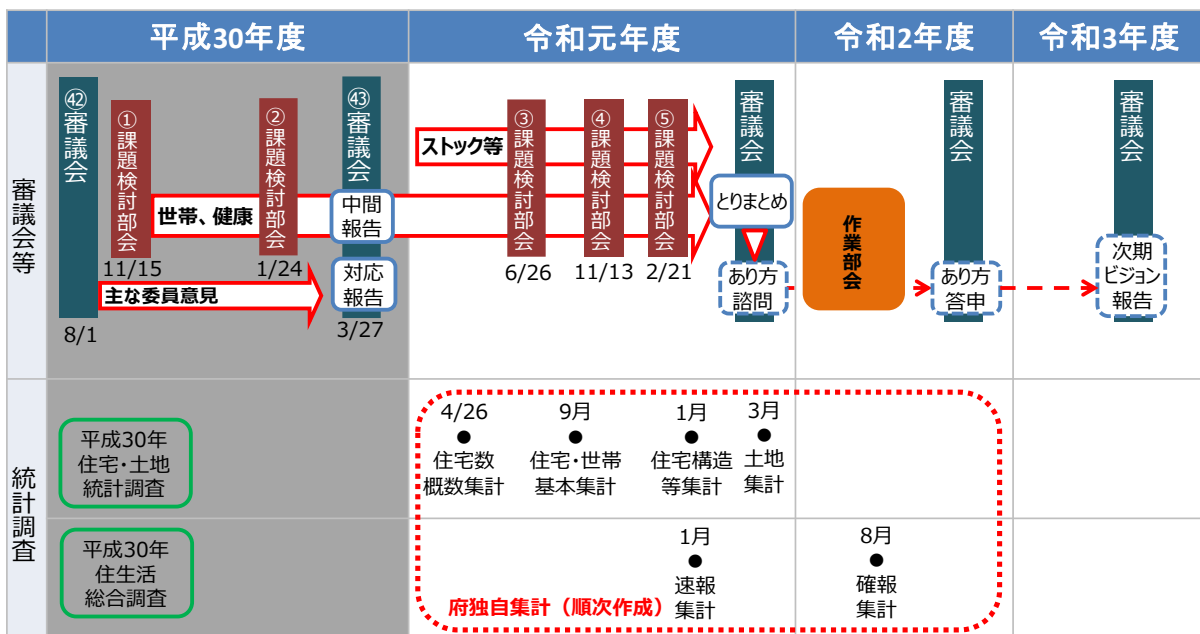 平成30年度
令和元年度
令和2年度
令和3年度
審議会等
㊷審議会
8/1
①課題検討部会
11/15
②課題検討部会
1/24
㊸審議会
3/27
世帯、健康
主な委員意見
中間
報告
対応
報告
ストック等
③課題検討部会
6/26
④課題検討部会
11/13
⑤課題検討部会
2/21
審議会
とりまとめ
あり方
諮問
作業部会
審議会
あり方
答申
審議会
次期
ビジョン
報告
統計調査
平成30年
住宅・土地
統計調査
4/26
●
住宅数
概数集計
9月
●
住宅・世帯
基本集計
1月
●
住宅構造
等集計
3月
●
土地
集計
平成30年
住生活
総合調査
1月
●
速報
集計
8月
●
確報
集計
府独自集計（順次作成）